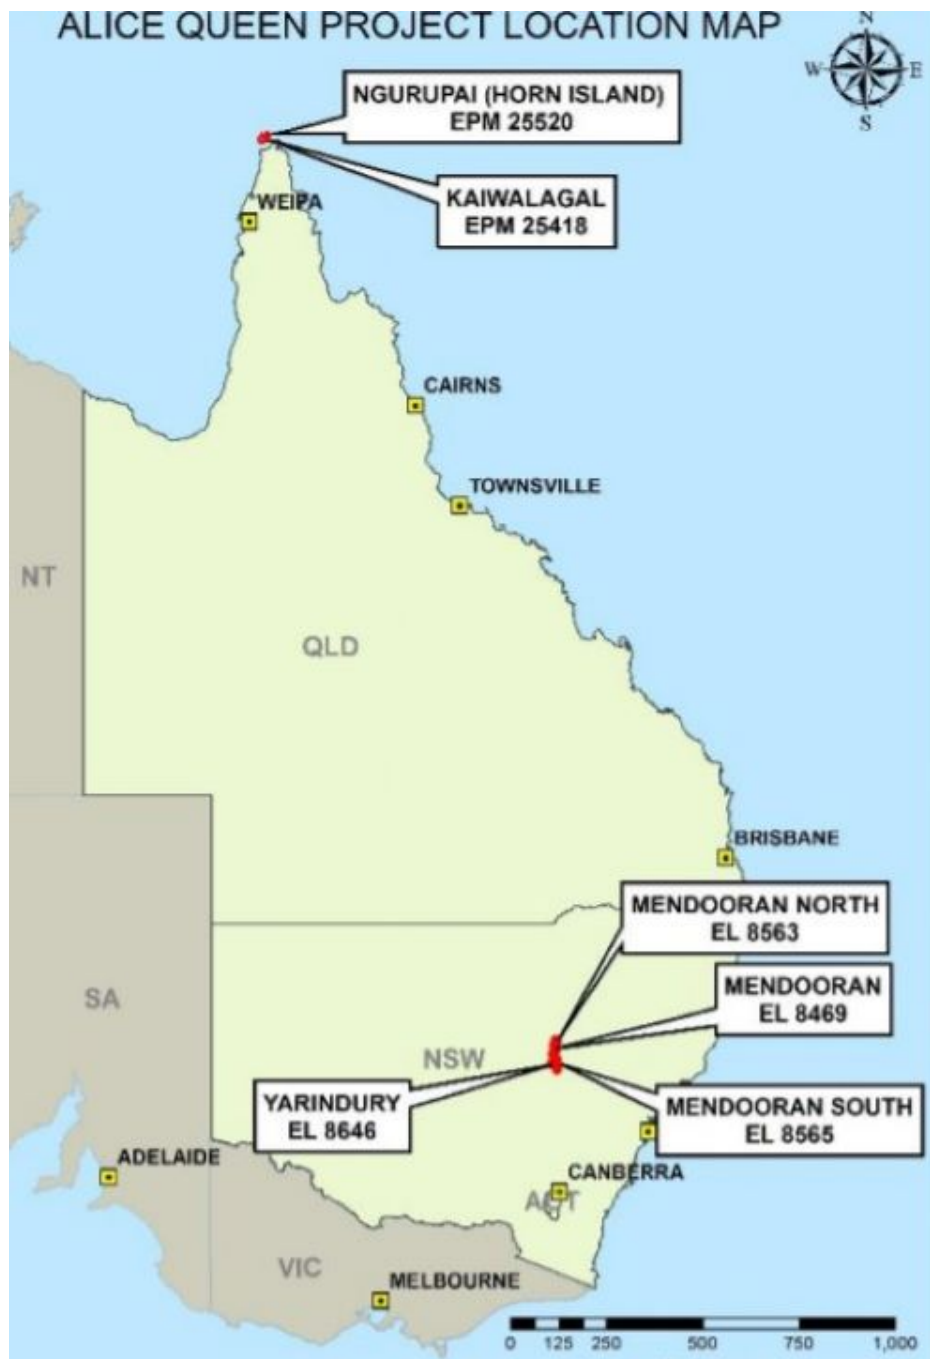 ALICE QUEEN PROJECT LOCATION MAP
N
W E
S
NGURUPAI (HORN ISLAND)
EPM 25520
KAIWALAGAL
EPM 25418
WEIPA
CAIRNS
TOWNSVILLE
NT
QLD
BRISBANE
MENDOORAN NORTH
EL 8563
MENDOORAN
EL 8469
SA
NSW
YARINDURY
EL 8646
MENDOORAN SOUTH
EL 8565
ADELAIDE
CANBERRA
ACT
VIC
MELBOURNE
0 125 250 500 750 1,000